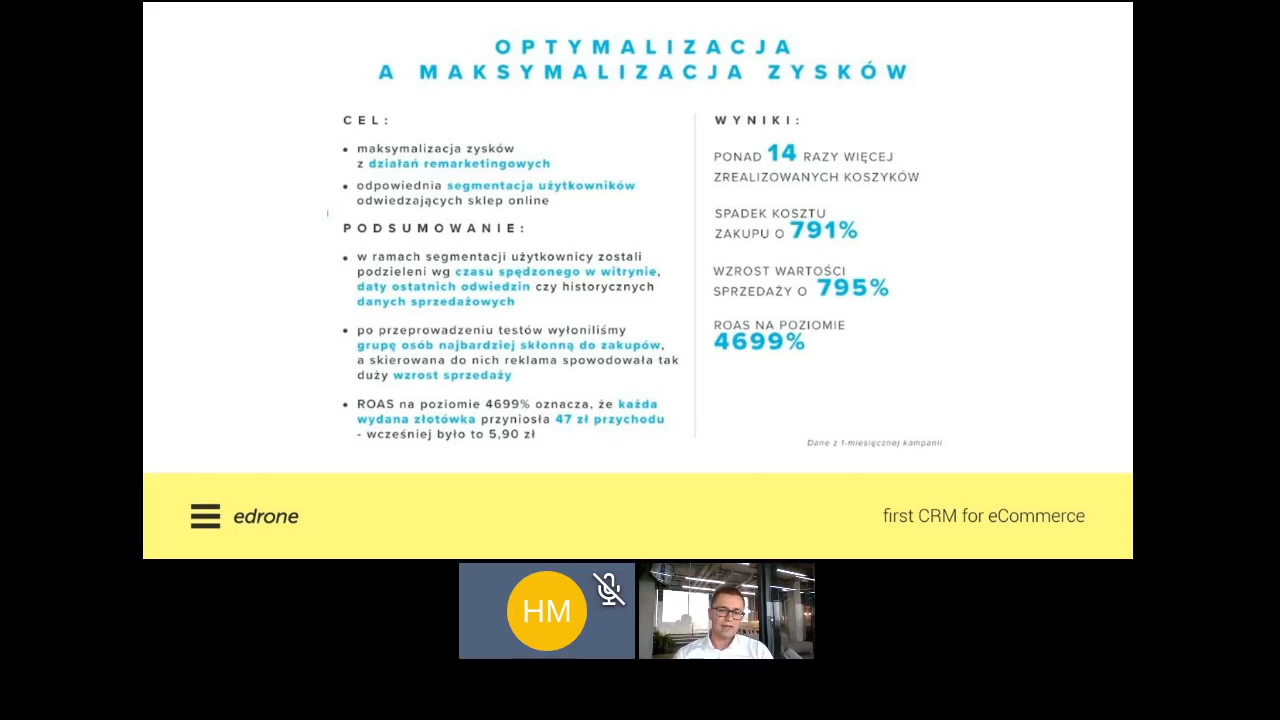 OPTYMALIZACJA
A MAKSYMALIZACJA ZYSKÓW
CEL:
• maksymalizacja zysków
z działań remarketingowych
• odpowiednia segmentacja użytkowników
odwiedzających sklep online
PODSUMOWANIE:
• w ramach segmentacji użytkownicy zostali
podzieleni wg czasu spędzonego w witrynie,
daty ostatnich odwiedzin czy historycznych
danych sprzedażowych
• po przeprowadzeniu testów wyłoniliśmy
grupę osób najbardziej skłonną do zakupów,
a skierowana do nich reklama spowodowała tak
duży wzrost sprzedaży
• ROAS na poziomie 4699% oznacza, że każda
wydana złotówka przyniosła 47 zł przychodu
- wcześniej było to 5,90 zł
WYNIKI:
PONAD 14 RAZY WIĘCEJ
ZREALIZOWANYCH KOSZYKÓW
SPADEK KOSZTU
ZAKUPU O 791%
WZROST WARTOŚCI
SPRZEDAŻY O 795%
ROAS NA POZIOMIE
4699%
Dane z 1-miesięcznej kampanii
edrone
first CRM for eCommerce
HM